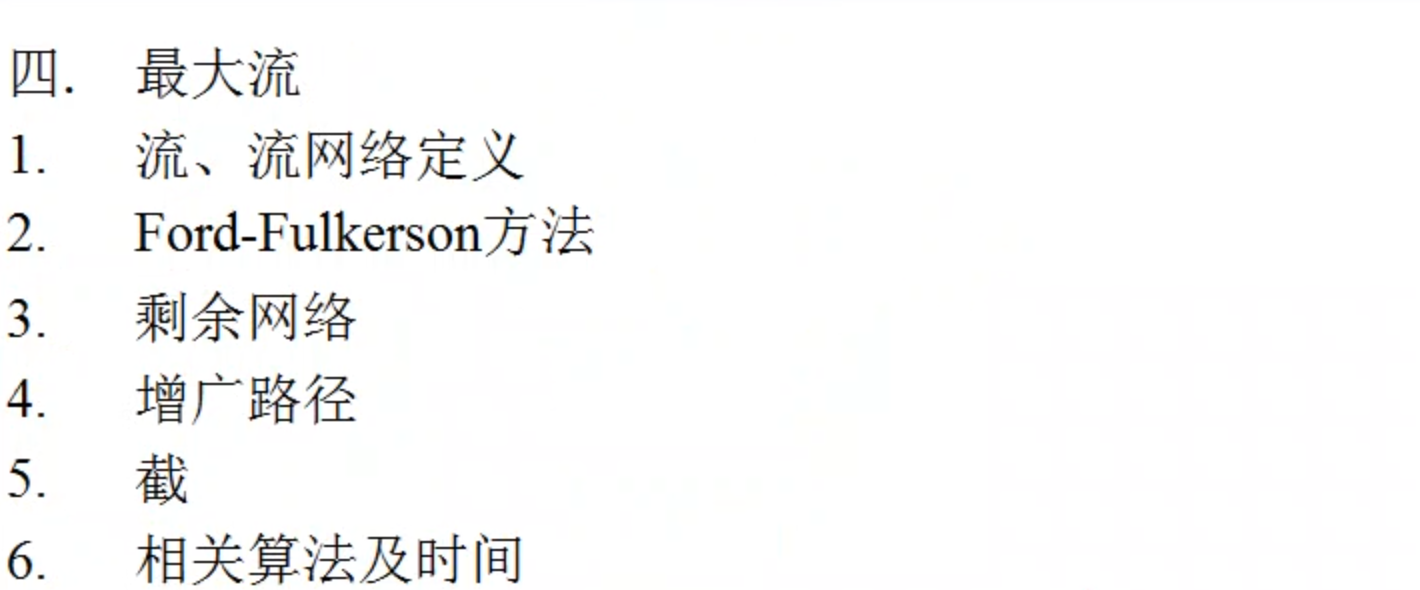 四. 最大流
1. 流、流网络定义
2. Ford-Fulkerson方法
3. 剩余网络
4. 增广路径
5. 截
6. 相关算法及时间